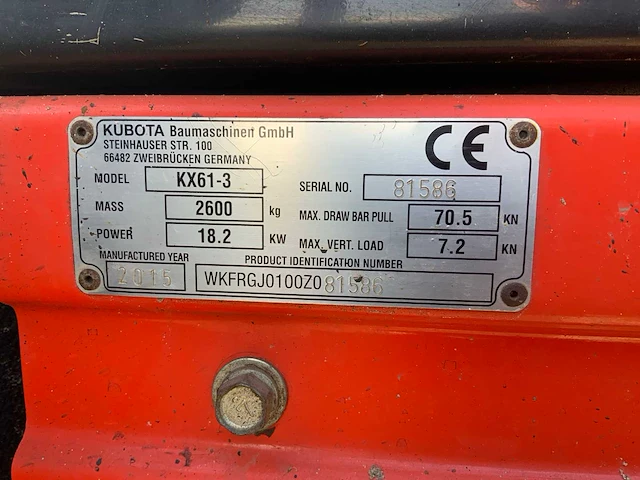 KUBOTA Baumaschinen GmbH
STEINHAUSER STR. 100
66482 ZWEIBRÜCKEN GERMANY
CE
MODEL KX61-3
SERIAL NO. 81586
MASS 2600 kg
MAX. DRAW BAR PULL 70.5 KN
POWER 18.2 KW
MAX. VERT. LOAD 7.2 KN
MANUFACTURED YEAR 2015
PRODUCT IDENTIFICATION NUMBER
WKFRGJ0100Z081586